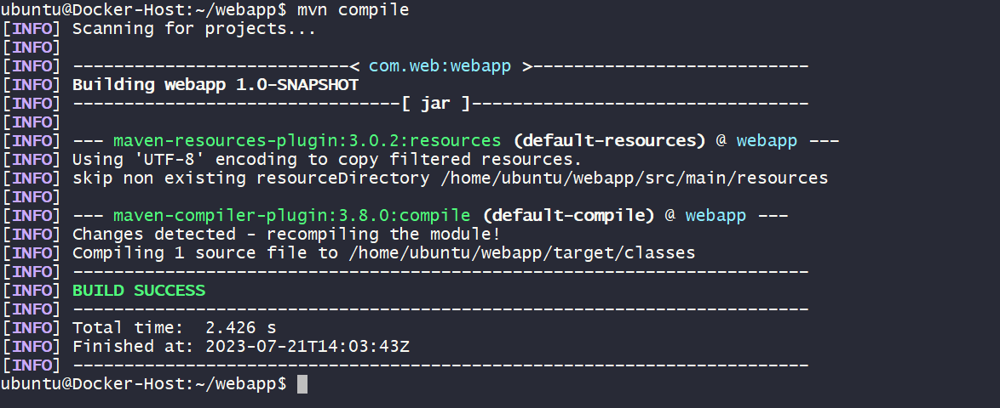 ubuntu@Docker-Host:~/webapp$ mvn compile
[INFO] Scanning for projects...
[INFO]
[INFO] ----------------------------< com.web:webapp >---------------------------
[INFO] Building webapp 1.0-SNAPSHOT
[INFO] --------------------------------[ jar ]---------------------------------
[INFO]
[INFO] --- maven-resources-plugin:3.0.2:resources (default-resources) @ webapp ---
[INFO] Using 'UTF-8' encoding to copy filtered resources.
[INFO] skip non existing resourceDirectory /home/ubuntu/webapp/src/main/resources
[INFO]
[INFO] --- maven-compiler-plugin:3.8.0:compile (default-compile) @ webapp ---
[INFO] Changes detected - recompiling the module!
[INFO] Compiling 1 source file to /home/ubuntu/webapp/target/classes
[INFO] ------------------------------------------------------------------------
[INFO] BUILD SUCCESS
[INFO] ------------------------------------------------------------------------
[INFO] Total time:  2.426 s
[INFO] Finished at: 2023-07-21T14:03:43Z
[INFO] ------------------------------------------------------------------------
ubuntu@Docker-Host:~/webapp$